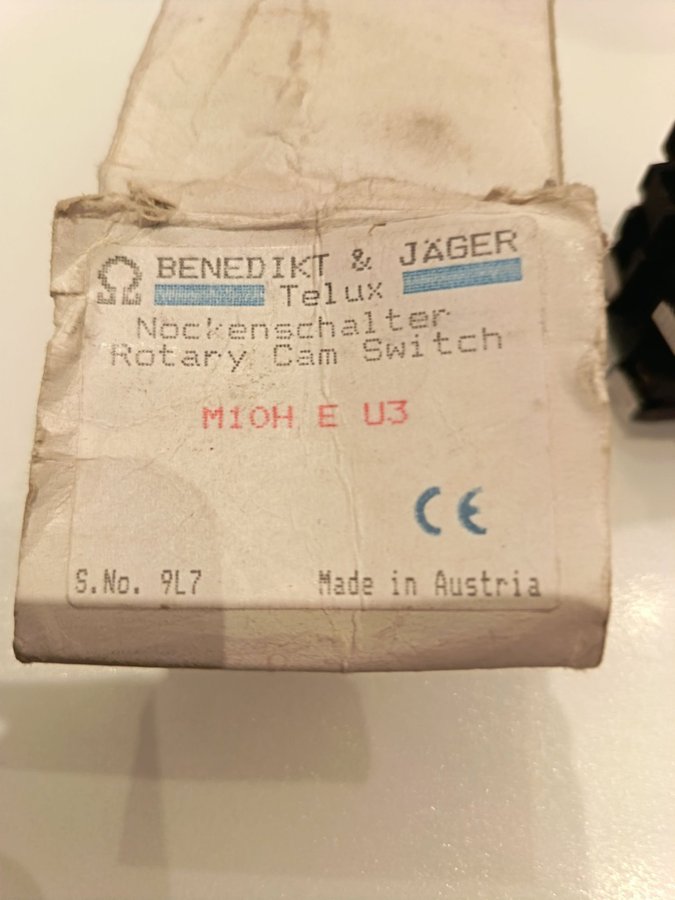 BENEDIKT & JÄGER
Telux
Nockenschalter
Rotary Cam Switch
M10H E U3
CE
S.No. 9L7 Made in Austria